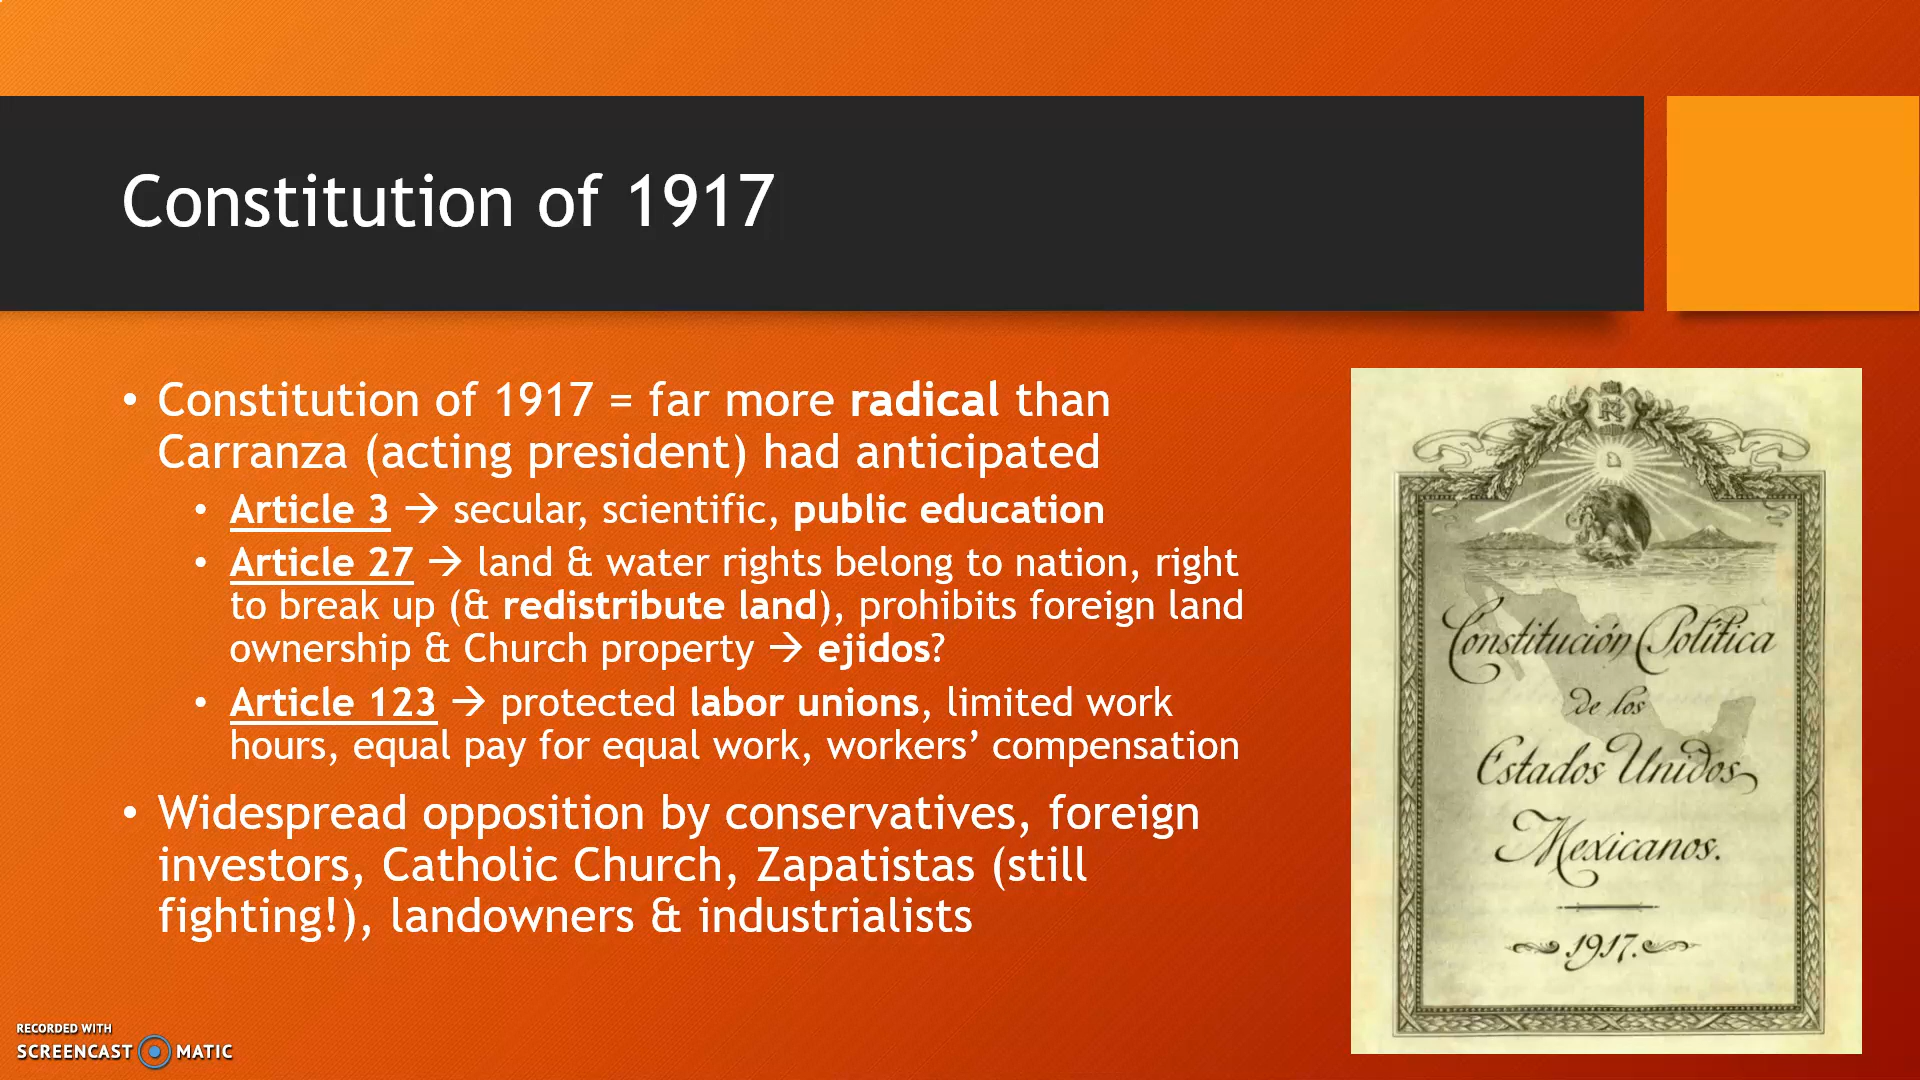 Constitution of 1917
• Constitution of 1917 = far more radical than
Carranza (acting president) had anticipated
• Article 3 → secular, scientific, public education
• Article 27 → land & water rights belong to nation, right
to break up (& redistribute land), prohibits foreign land
ownership & Church property → ejidos?
• Article 123 → protected labor unions, limited work
hours, equal pay for equal work, workers’ compensation
• Widespread opposition by conservatives, foreign
investors, Catholic Church, Zapatistas (still
fighting!), landowners & industrialists
Constitución Política
de los
Estados Unidos
Mexicanos.
1917.
RECORDED WITH
SCREENCAST MATIC